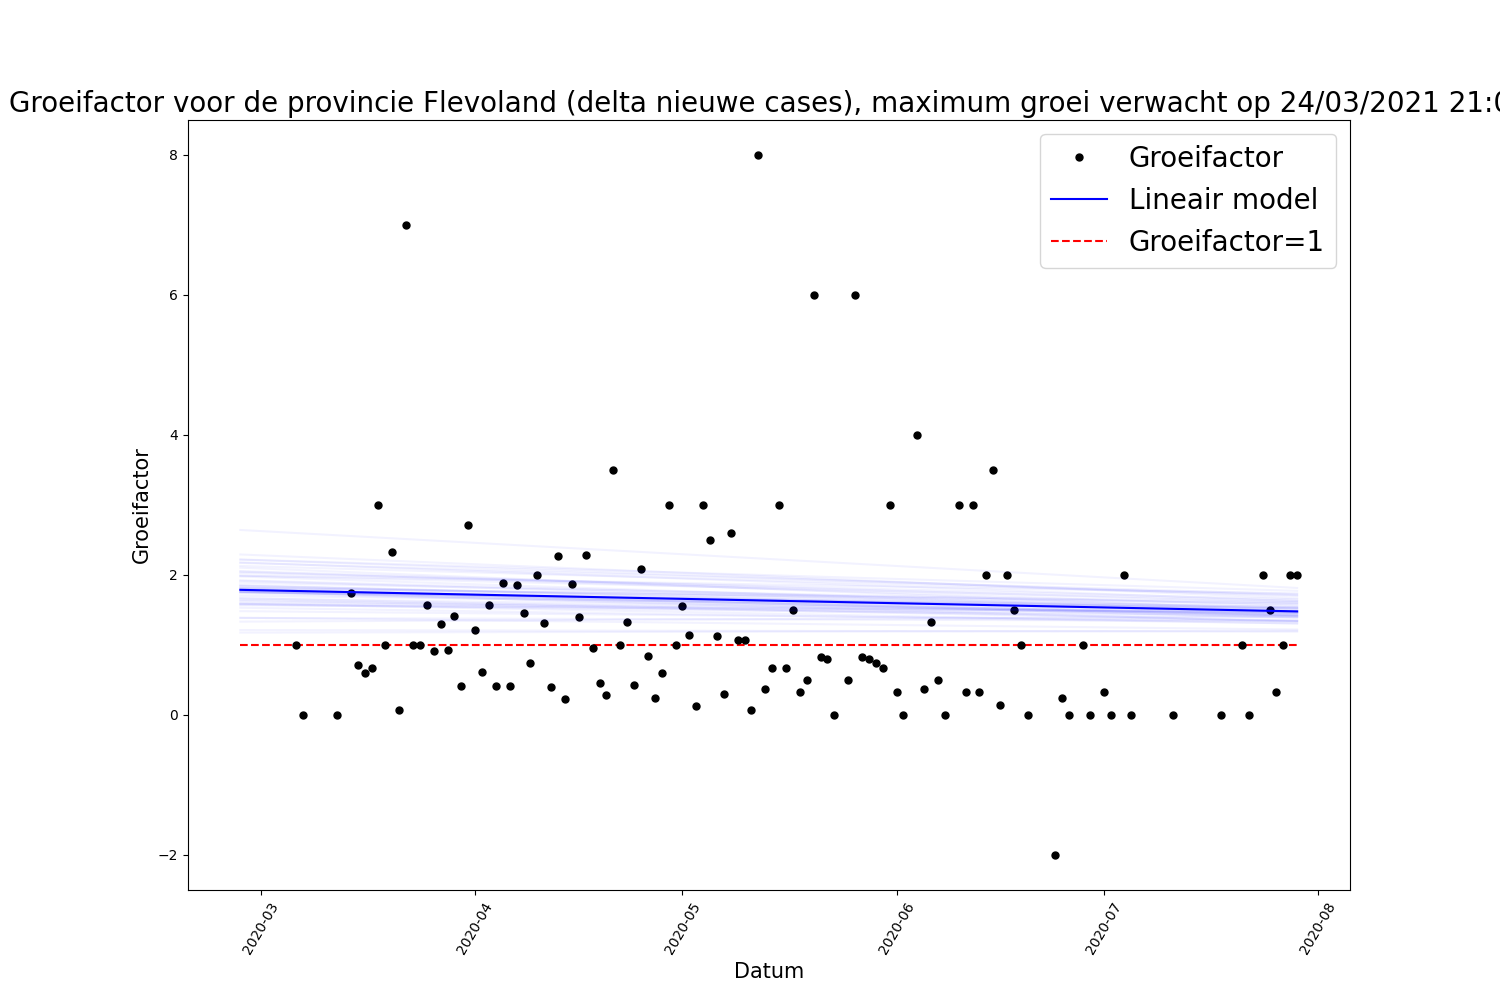 Groeifactor voor de provincie Flevoland (delta nieuwe cases), maximum groei verwacht op 24/03/2021
Groeifactor
Lineair model
Groeifactor=1
8
6
4
2
0
−2
Groeifactor
2020-03
2020-04
2020-05
2020-06
2020-07
2020-08
Datum